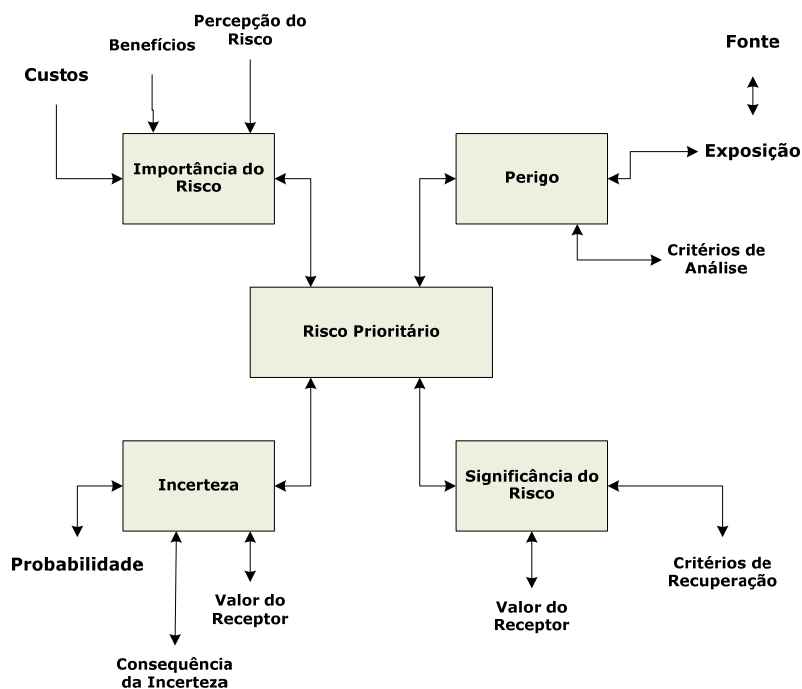 Percepção do
Risco
Benefícios
Custos
Fonte
Importância do
Risco
Perigo
Exposição
Critérios de
Análise
Risco Prioritário
Incerteza
Significância do
Risco
Probabilidade
Valor do
Receptor
Consequência
da Incerteza
Valor do
Receptor
Critérios de
Recuperação